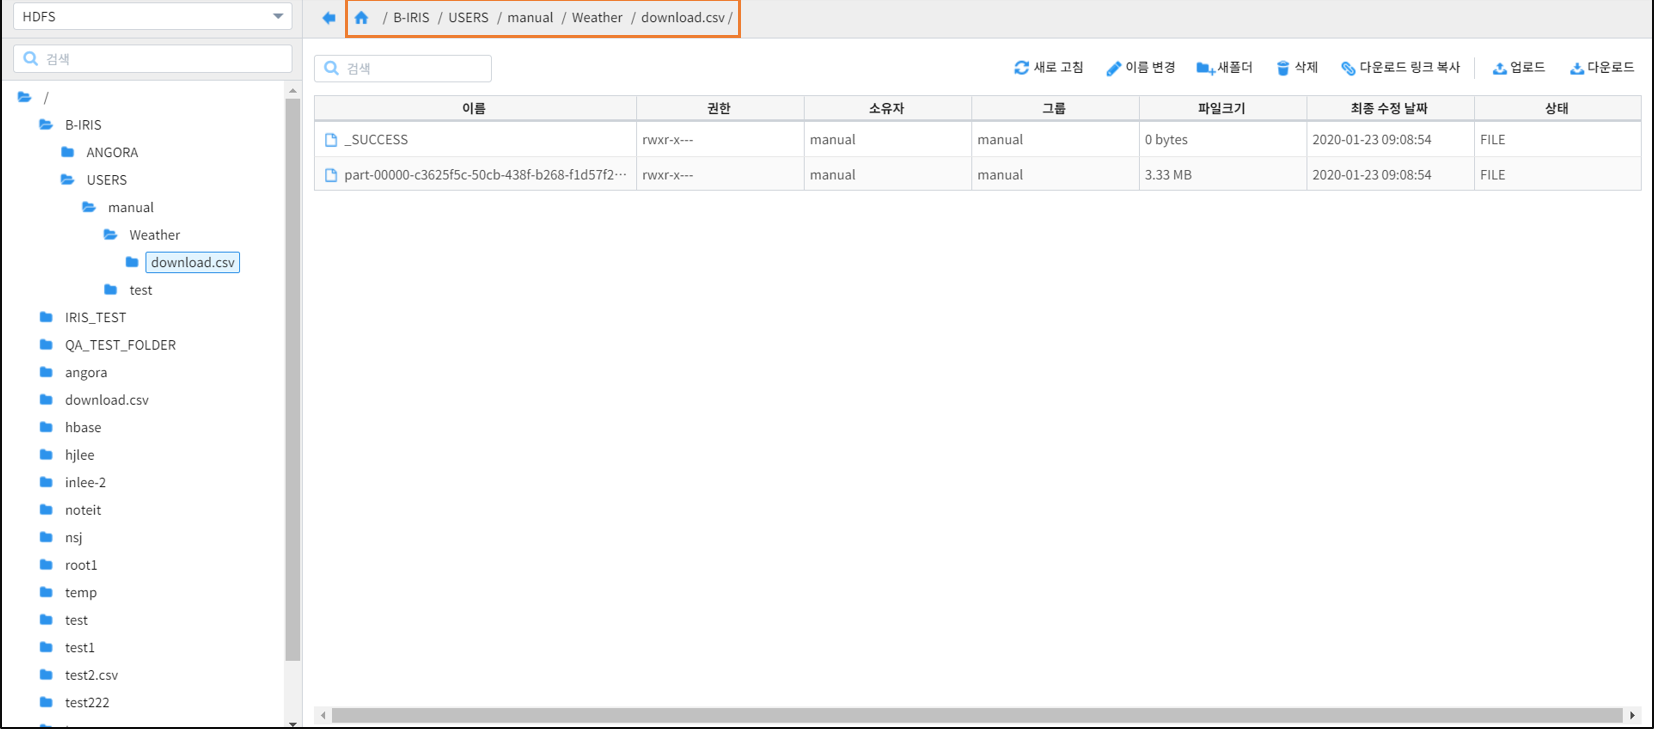 HDFS
/ B-IRIS / USERS / manual / Weather / download.csv /
검색
/
B-IRIS
ANGORA
USERS
manual
Weather
download.csv
test
IRIS_TEST
QA_TEST_FOLDER
angora
download.csv
hbase
hjlee
inlee-2
noteit
nsj
root1
temp
test
test1
test2.csv
test222
검색
새로 고침 이름 변경 새폴더 삭제 다운로드 링크 복사 업로드 다운로드
이름 권한 소유자 그룹 파일크기 최종 수정 날짜 상태
_SUCCESS rwxr-x--- manual manual 0 bytes 2020-01-23 09:08:54 FILE
part-00000-c3625f5c-50cb-438f-b268-f1d57f2··· rwxr-x--- manual manual 3.33 MB 2020-01-23 09:08:54 FILE